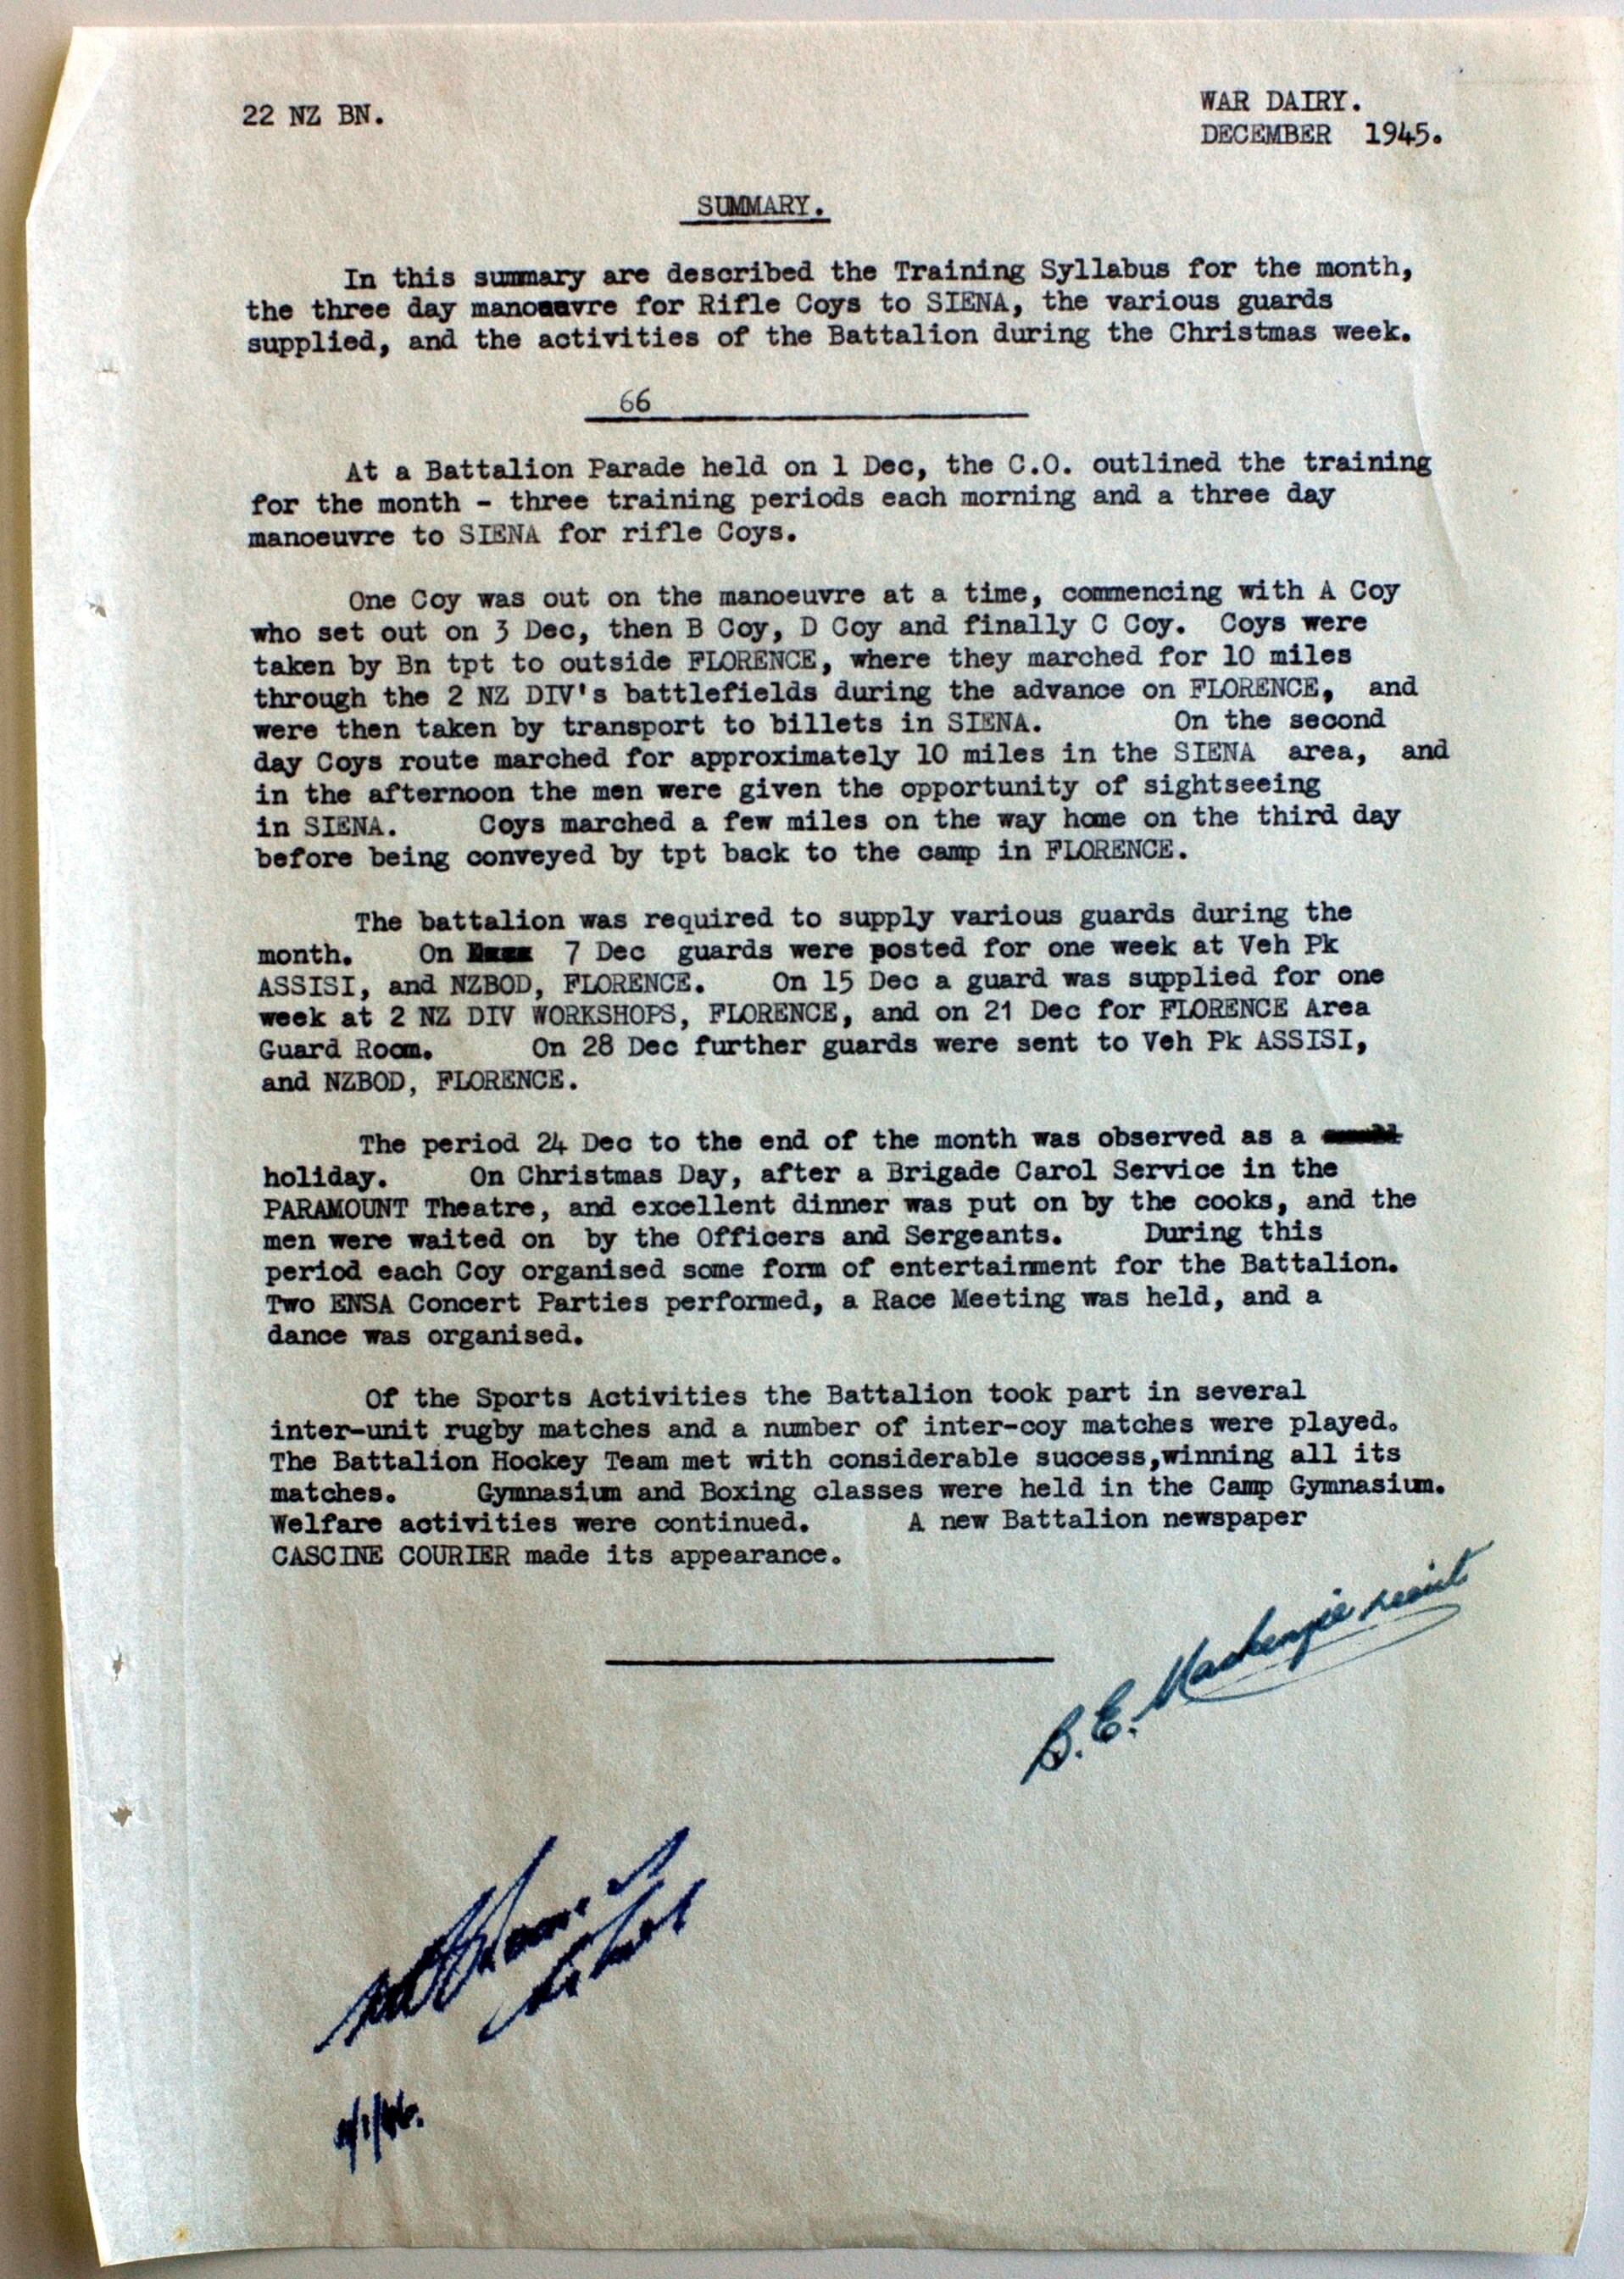 22 NZ BN.
WAR DAIRY.
DECEMBER 1945.
SUMMARY.
In this summary are described the Training Syllabus for the month,
the three day manoeavre for Rifle Coys to SIENA, the various guards
supplied, and the activities of the Battalion during the Christmas week.
66
At a Battalion Parade held on 1 Dec, the C.O. outlined the training
for the month - three training periods each morning and a three day
manoeuvre to SIENA for rifle Coys.
One Coy was out on the manoeuvre at a time, commencing with A Coy
who set out on 3 Dec, then B Coy, D Coy and finally C Coy. Coys were
taken by Bn tpt to outside FLORENCE, where they marched for 10 miles
through the 2 NZ DIV's battlefields during the advance on FLORENCE, and
were then taken by transport to billets in SIENA. On the second
day Coys route marched for approximately 10 miles in the SIENA area, and
in the afternoon the men were given the opportunity of sightseeing
in SIENA. Coys marched a few miles on the way home on the third day
before being conveyed by tpt back to the camp in FLORENCE.
The battalion was required to supply various guards during the
month. On 7 Dec guards were posted for one week at Veh Pk
ASSISI, and NZBOD, FLORENCE. On 15 Dec a guard was supplied for one
week at 2 NZ DIV WORKSHOPS, FLORENCE, and on 21 Dec for FLORENCE Area
Guard Room. On 28 Dec further guards were sent to Veh Pk ASSISI,
and NZBOD, FLORENCE.
The period 24 Dec to the end of the month was observed as a
holiday. On Christmas Day, after a Brigade Carol Service in the
PARAMOUNT Theatre, and excellent dinner was put on by the cooks, and the
men were waited on by the Officers and Sergeants. During this
period each Coy organised some form of entertainment for the Battalion.
Two ENSA Concert Parties performed, a Race Meeting was held, and a
dance was organised.
Of the Sports Activities the Battalion took part in several
inter-unit rugby matches and a number of inter-coy matches were played.
The Battalion Hockey Team met with considerable success,winning all its
matches. Gymnasium and Boxing classes were held in the Camp Gymnasium.
Welfare activities were continued. A new Battalion newspaper
CASCINE COURIER made its appearance.
B.E. Mackenzie